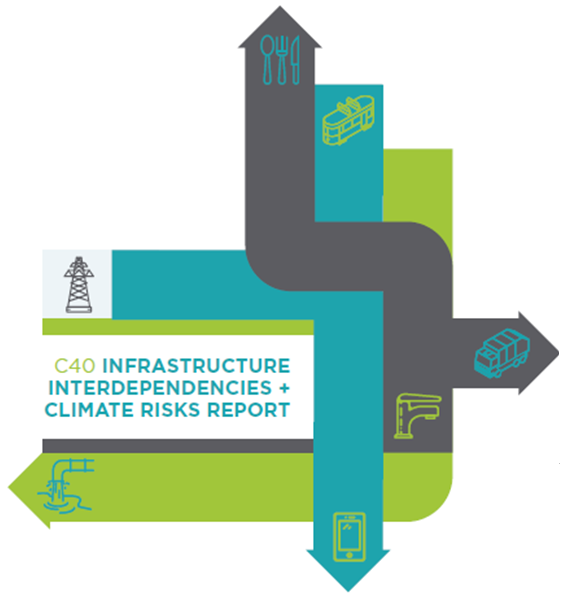 C40 INFRASTRUCTURE
INTERDEPENDENCIES +
CLIMATE RISKS REPORT